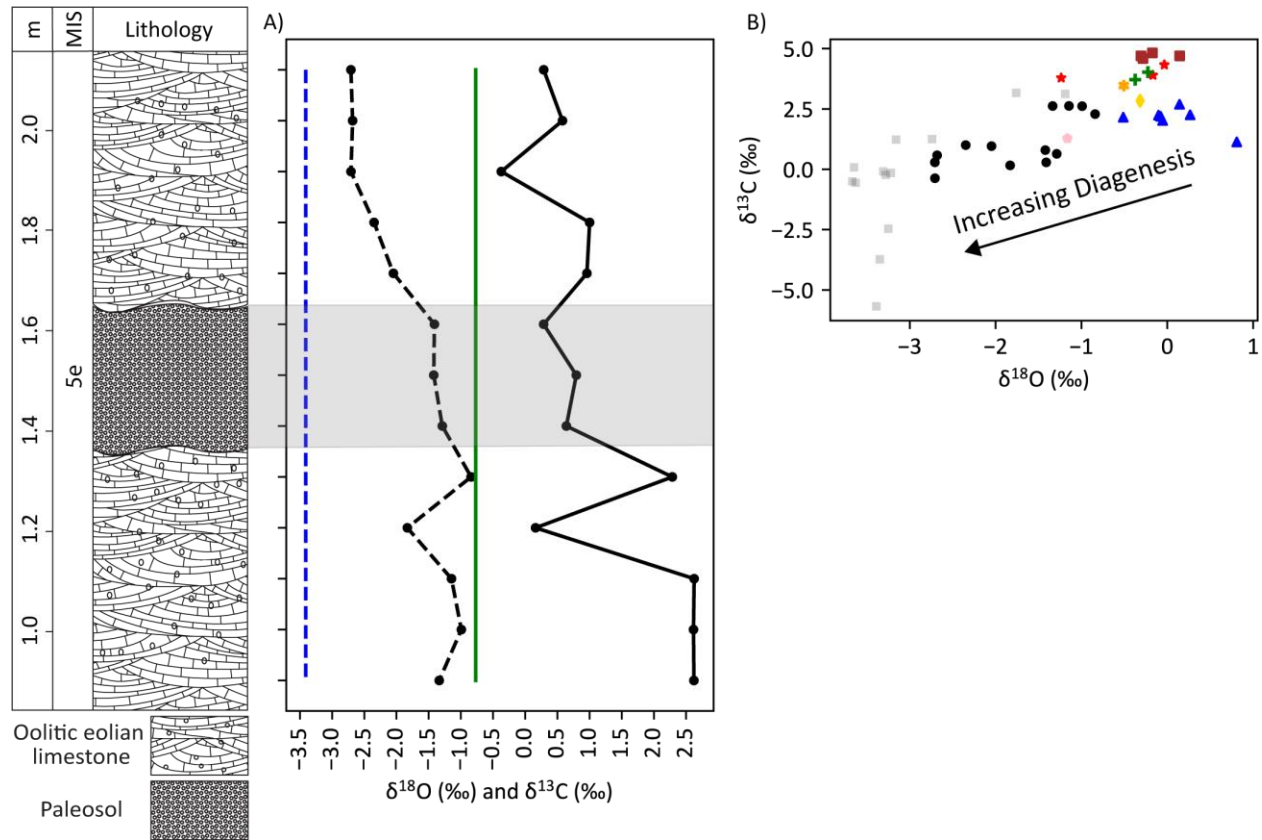 m
MIS
Lithology
A)
B)
2.0
1.8
1.6
1.4
1.2
1.0
5e
−3.5
−3.0
−2.5
−2.0
−1.5
−1.0
−0.5
0.0
0.5
1.0
1.5
2.0
2.5
δ18O (‰) and δ13C (‰)
Oolitic eolian
limestone
Paleosol
5.0
2.5
0.0
−2.5
−5.0
δ13C (‰)
Increasing Diagenesis
−3
−2
−1
0
1
δ18O (‰)